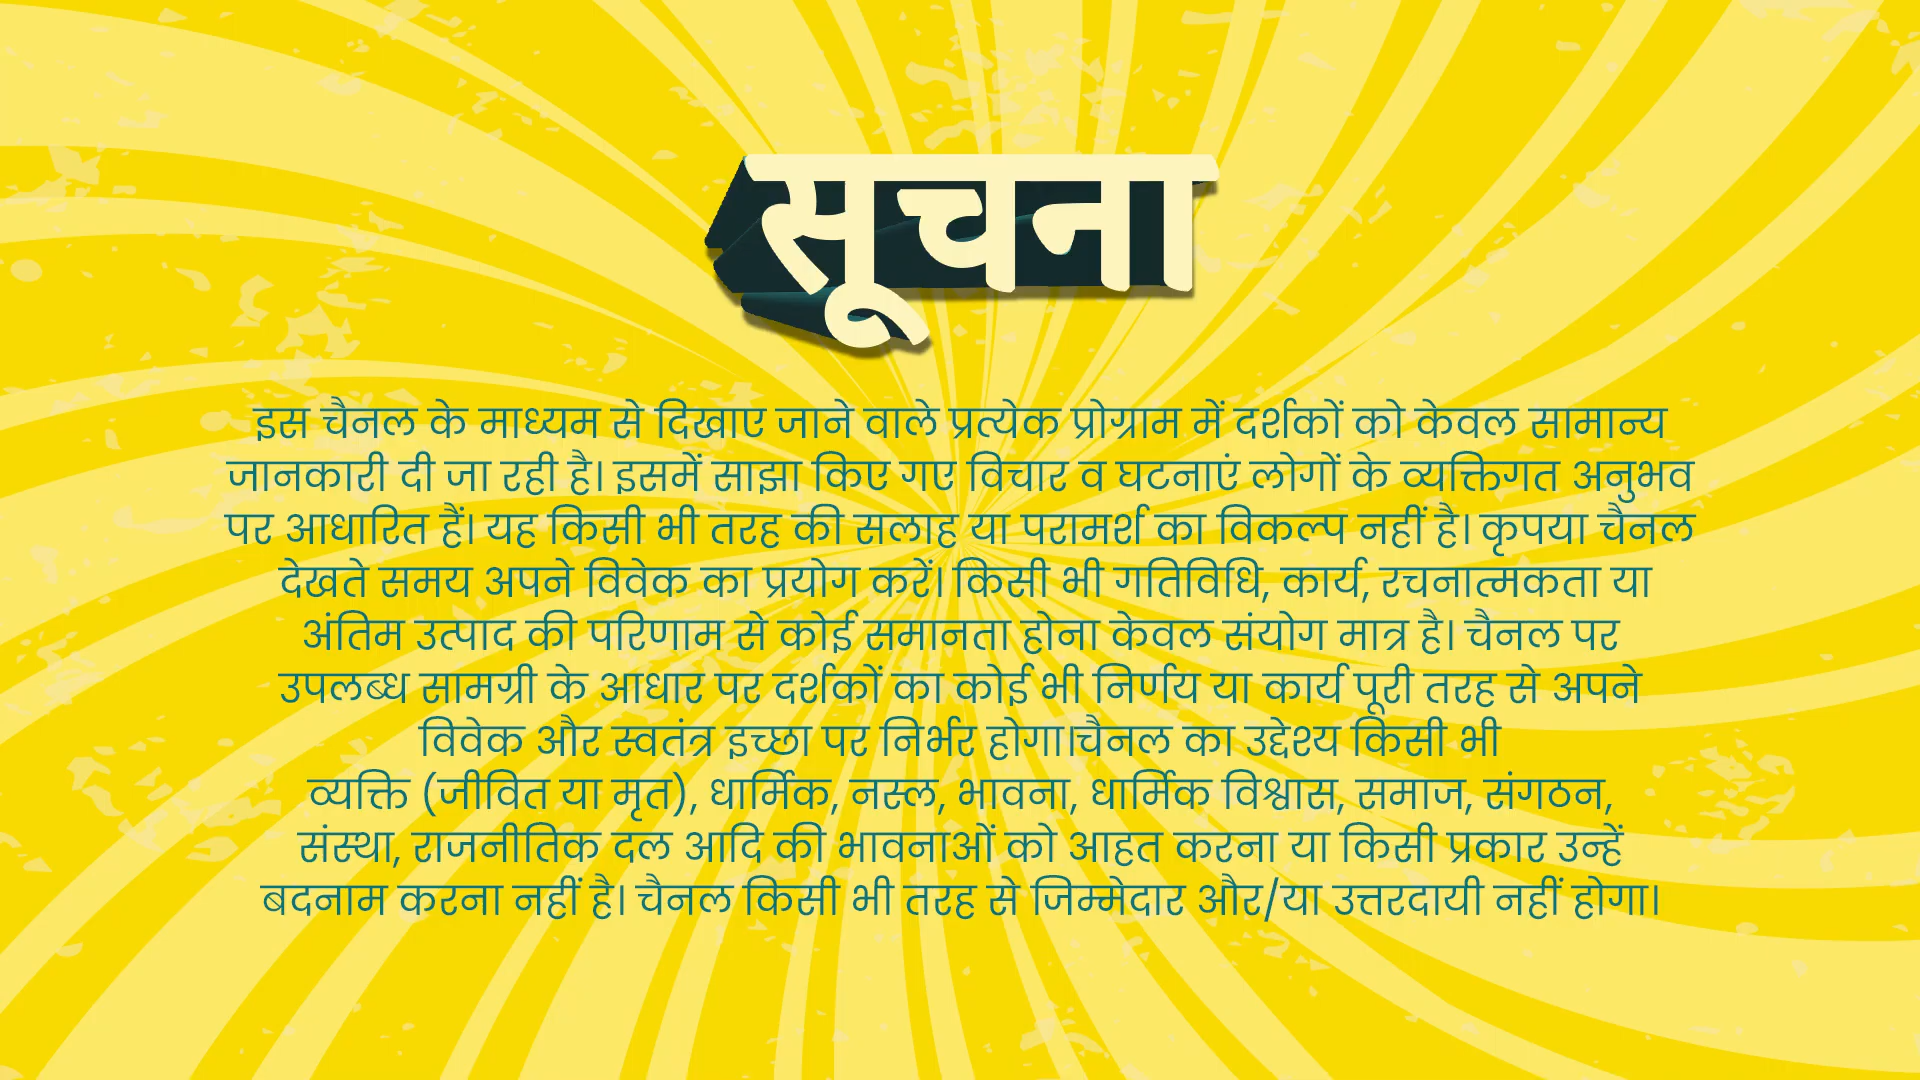 सूचना
इस चैनल के माध्यम से दिखाए जाने वाले प्रत्येक प्रोग्राम में दर्शकों को केवल सामान्य
जानकारी दी जा रही है। इसमें साझा किए गए विचार व घटनाएं लोगों के व्यक्तिगत अनुभव
पर आधारित हैं। यह किसी भी तरह की सलाह या परामर्श का विकल्प नहीं है। कृपया चैनल
देखते समय अपने विवेक का प्रयोग करें। किसी भी गतिविधि, कार्य, रचनात्मकता या
अंतिम उत्पाद की परिणाम से कोई समानता होना केवल संयोग मात्र है। चैनल पर
उपलब्ध सामग्री के आधार पर दर्शकों का कोई भी निर्णय या कार्य पूरी तरह से अपने
विवेक और स्वतंत्र इच्छा पर निर्भर होगा।चैनल का उद्देश्य किसी भी
व्यक्ति (जीवित या मृत), धार्मिक, नस्ल, भावना, धार्मिक विश्वास, समाज, संगठन,
संस्था, राजनीतिक दल आदि की भावनाओं को आहत करना या किसी प्रकार उन्हें
बदनाम करना नहीं है। चैनल किसी भी तरह से जिम्मेदार और/या उत्तरदायी नहीं होगा।